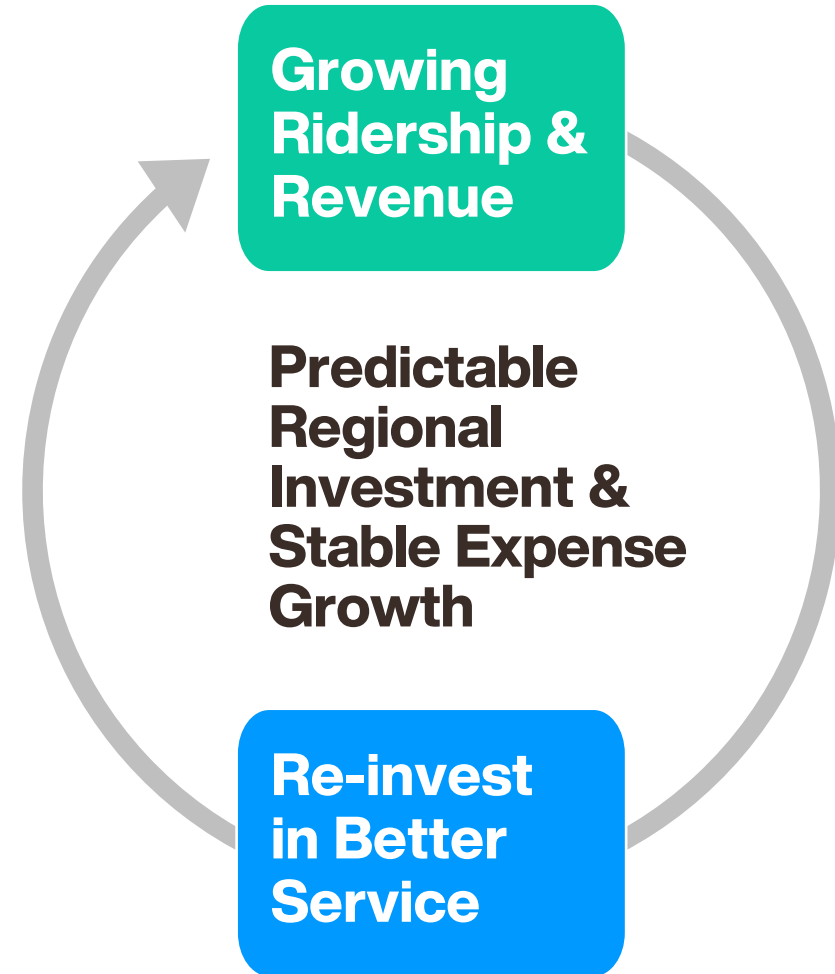 Growing
Ridership &
Revenue
Predictable
Regional
Investment &
Stable Expense
Growth
Re-invest
in Better
Service